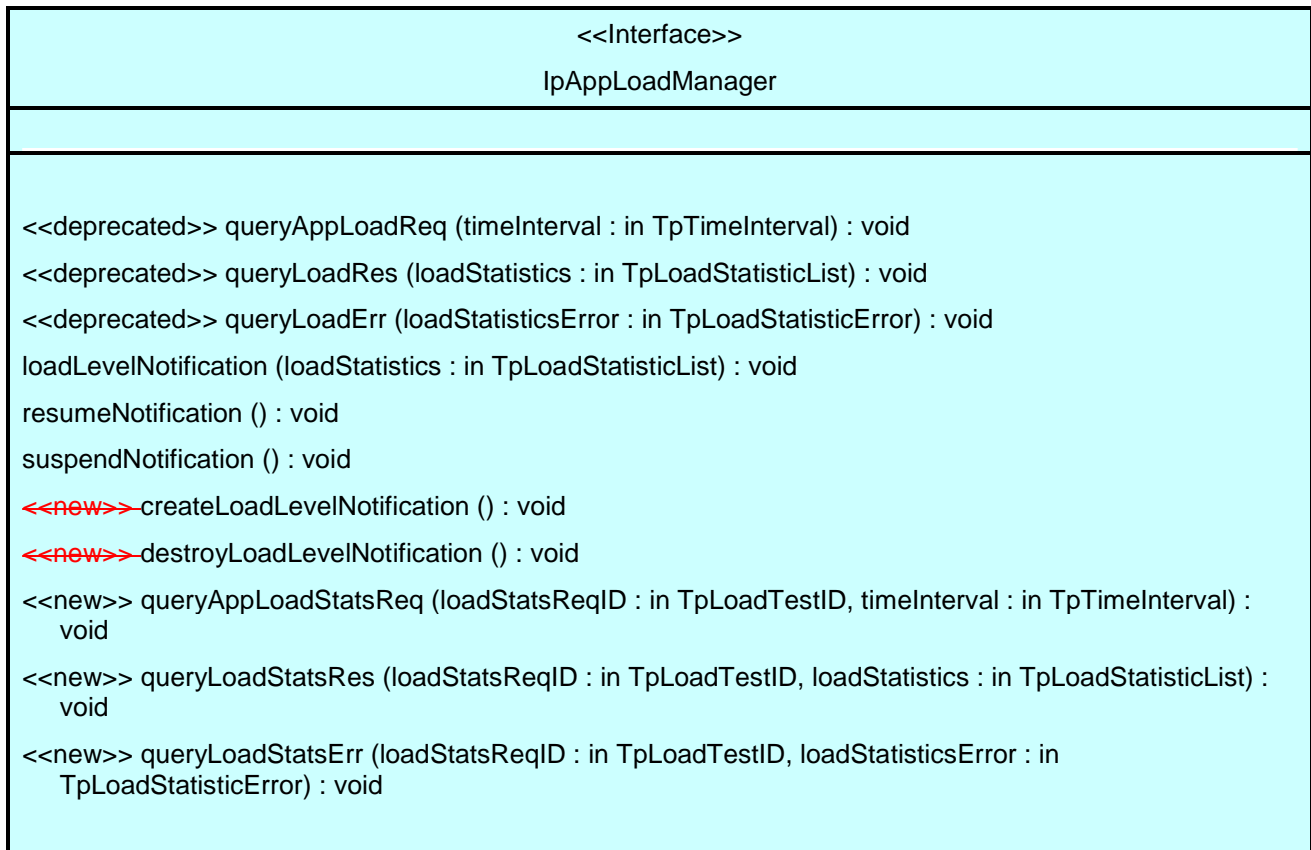 <<Interface>>
IpAppLoadManager
<<deprecated>> queryAppLoadReq (timeInterval : in TpTimeInterval) : void
<<deprecated>> queryLoadRes (loadStatistics : in TpLoadStatisticList) : void
<<deprecated>> queryLoadErr (loadStatisticsError : in TpLoadStatisticError) : void
loadLevelNotification (loadStatistics : in TpLoadStatisticList) : void
resumeNotification () : void
suspendNotification () : void
<<new>> createLoadLevelNotification () : void
<<new>> destroyLoadLevelNotification () : void
<<new>> queryAppLoadStatsReq (loadStatsReqID : in TpLoadTestID, timeInterval : in TpTimeInterval) :
void
<<new>> queryLoadStatsRes (loadStatsReqID : in TpLoadTestID, loadStatistics : in TpLoadStatisticList) :
void
<<new>> queryLoadStatsErr (loadStatsReqID : in TpLoadTestID, loadStatisticsError : in
TpLoadStatisticError) : void